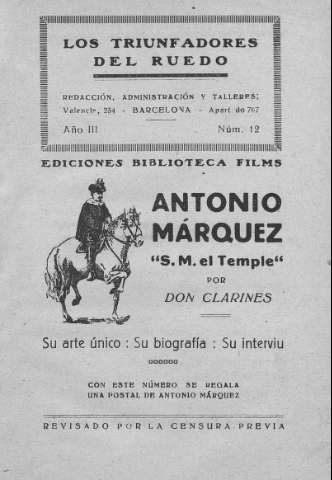 LOS TRIUNFADORES
DEL RUEDO
REDACCIÓN, ADMINISTRACIÓN Y TALLERES:
Valencia, 234 - BARCELONA - Apartado 707
Año III Núm. 12
EDICIONES BIBLIOTECA FILMS
ANTONIO
MÁRQUEZ
"S. M. el Temple"
POR
DON CLARINES
Su arte único : Su biografía : Su interviu
CON ESTE NÚMERO SE REGALA
UNA POSTAL DE ANTONIO MÁRQUEZ
REVISADO POR LA CENSURA PREVIA